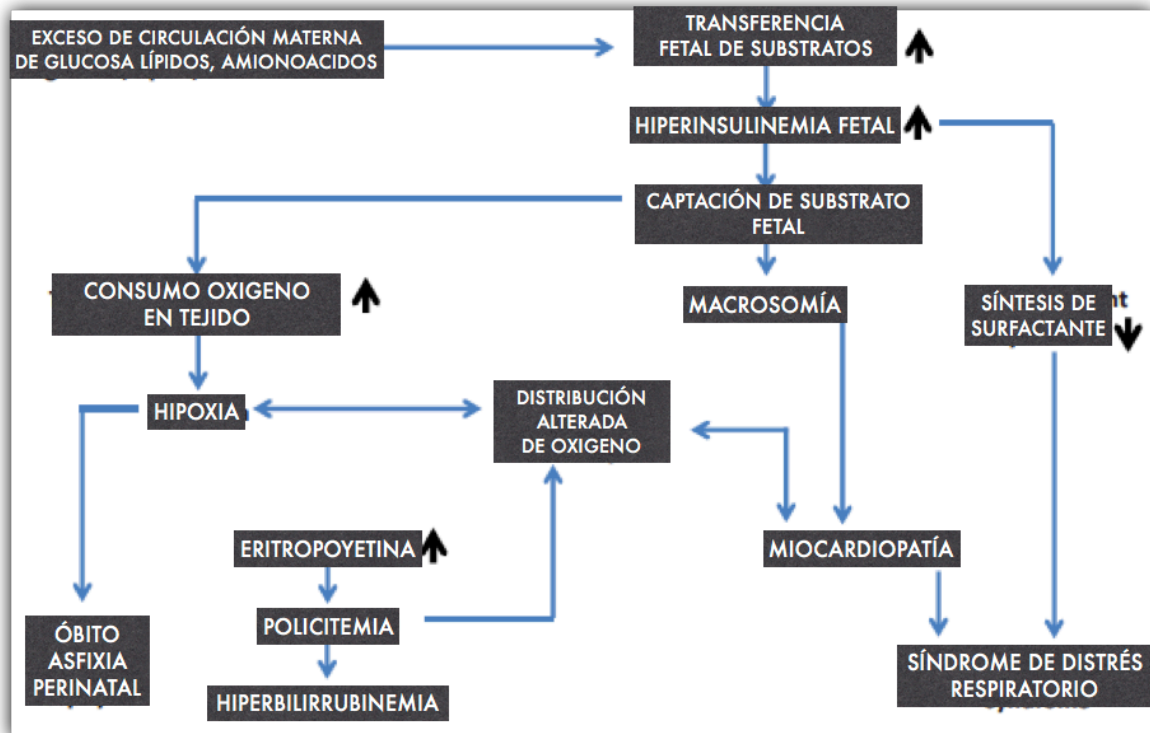 EXCESO DE CIRCULACIÓN MATERNA
DE GLUCOSA LÍPIDOS, AMIONOACIDOS
TRANSFERENCIA
FETAL DE SUBSTRATOS
HIPERINSULINEMIA FETAL
CAPTACIÓN DE SUBSTRATO
FETAL
CONSUMO OXIGENO
EN TEJIDO
MACROSOMÍA
SÍNTESIS DE
SURFACTANTE
HIPOXIA
DISTRIBUCIÓN
ALTERADA
DE OXIGENO
ERITROPOYETINA
MIOCARDIOPATÍA
POLICITEMIA
ÓBITO
ASFIXIA
PERINATAL
HIPERBILIRRUBINEMIA
SÍNDROME DE DISTRÉS
RESPIRATORIO